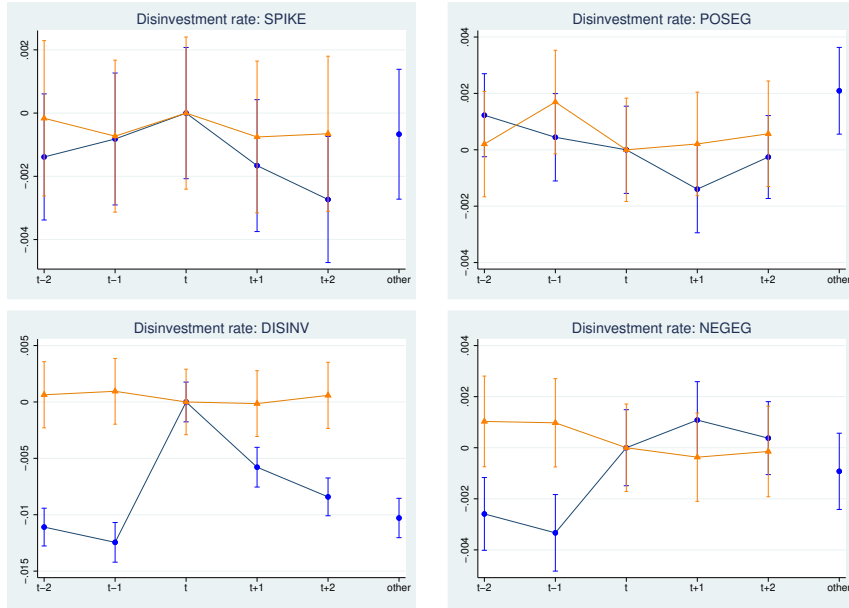 Disinvestment rate: SPIKE
.002
0
−.002
−.004
t−2 t−1 t t+1 t+2 other
Disinvestment rate: POSEG
.004
.002
0
−.002
−.004
t−2 t−1 t t+1 t+2 other
Disinvestment rate: DISINV
.005
0
−.005
−.01
−.015
t−2 t−1 t t+1 t+2 other
Disinvestment rate: NEGEG
.004
.002
0
−.002
−.004
t−2 t−1 t t+1 t+2 other